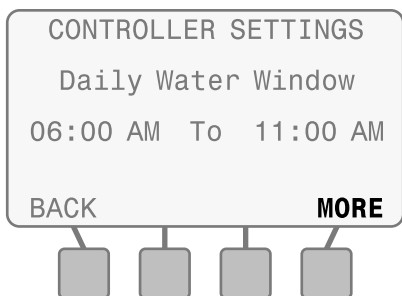 CONTROLLER SETTINGS
Daily Water Window
06:00 AM To 11:00 AM
BACK MORE